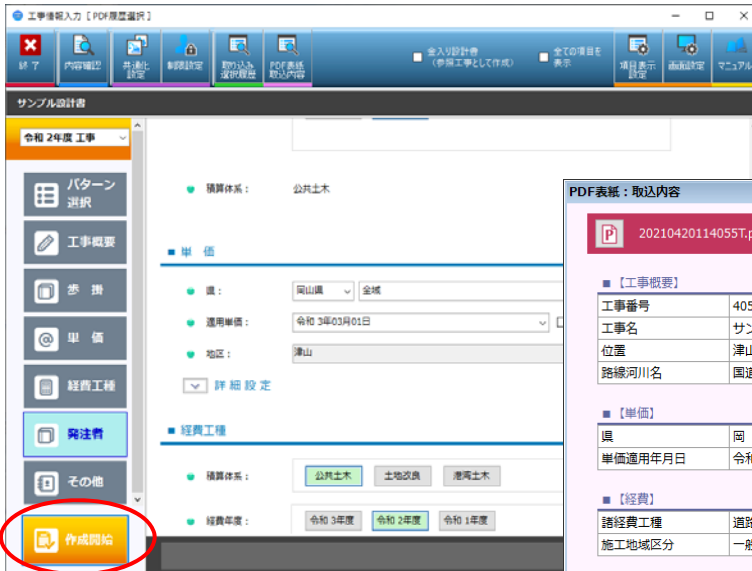 工事情報入力 [ PDF履歴選択 ]
終 了
内容確認
共通化
設定
制限設定
取り込み
選択履歴
PDF表紙
取込内容
金入り設計書
(参照工事として作成)
全ての項目を
表示
項目表示
設定
画面設定
マニュアル
サンプル設計書
令和 2年度 工事
パターン
選択
工事概要
歩 掛
単 価
経費工種
発注者
その他
作成開始
積算体系 :
公共土木
■ 単 価
県 :
岡山県
全域
適用単価 :
令和 3年03月01日
地区 :
津山
詳 細 設 定
■ 経費工種
積算体系 :
公共土木
土地改良
港湾土木
経費年度 :
令和 3年度
令和 2年度
令和 1年度
PDF表紙:取込内容
20210420114055T.p
■ 【工事概要】
工事番号
405
工事名
サン
位置
津山
路線河川名
国道
■ 【単価】
県
岡
単価適用年月日
令和
■ 【経費】
諸経費工種
道路
施工地域区分
一般